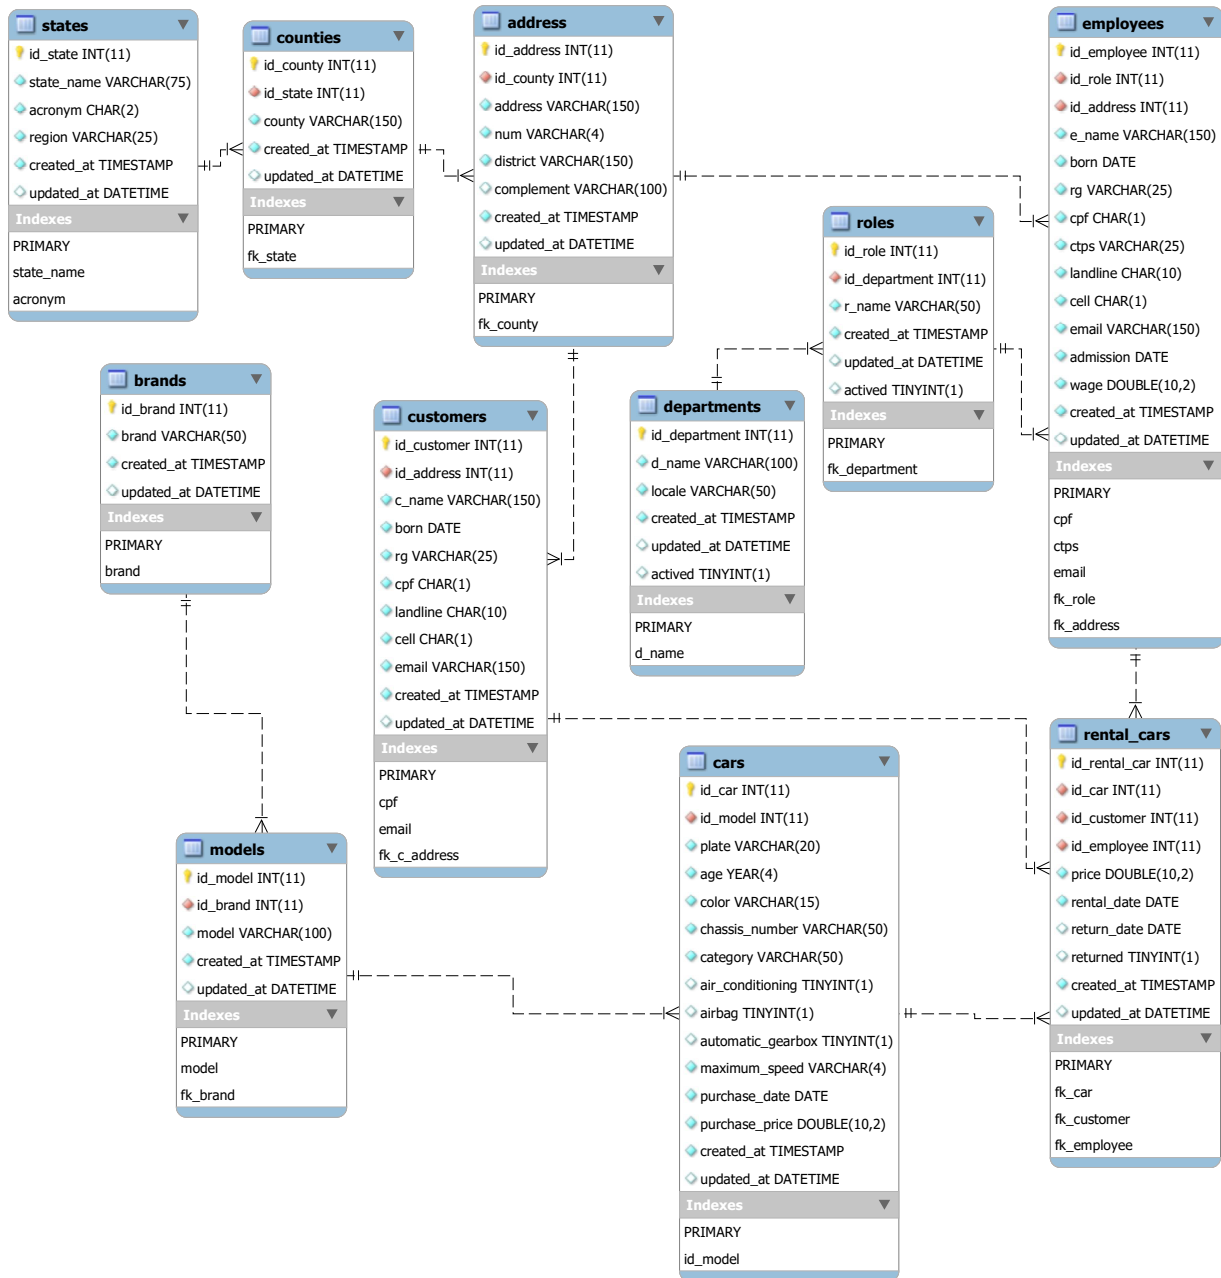 states
id_state INT(11)
state_name VARCHAR(75)
acronym CHAR(2)
region VARCHAR(25)
created_at TIMESTAMP
updated_at DATETIME
Indexes
PRIMARY
state_name
acronym
counties
id_county INT(11)
id_state INT(11)
county VARCHAR(150)
created_at TIMESTAMP
updated_at DATETIME
Indexes
PRIMARY
fk_state
address
id_address INT(11)
id_county INT(11)
address VARCHAR(150)
num VARCHAR(4)
district VARCHAR(150)
complement VARCHAR(100)
created_at TIMESTAMP
updated_at DATETIME
Indexes
PRIMARY
fk_county
employees
id_employee INT(11)
id_role INT(11)
id_address INT(11)
e_name VARCHAR(150)
born DATE
rg VARCHAR(25)
cpf CHAR(1)
ctps VARCHAR(25)
landline CHAR(10)
cell CHAR(1)
email VARCHAR(150)
admission DATE
wage DOUBLE(10,2)
created_at TIMESTAMP
updated_at DATETIME
Indexes
PRIMARY
cpf
ctps
email
fk_role
fk_address
roles
id_role INT(11)
id_department INT(11)
r_name VARCHAR(50)
created_at TIMESTAMP
updated_at DATETIME
actived TINYINT(1)
Indexes
PRIMARY
fk_department
brands
id_brand INT(11)
brand VARCHAR(50)
created_at TIMESTAMP
updated_at DATETIME
Indexes
PRIMARY
brand
customers
id_customer INT(11)
id_address INT(11)
c_name VARCHAR(150)
born DATE
rg VARCHAR(25)
cpf CHAR(1)
landline CHAR(10)
cell CHAR(1)
email VARCHAR(150)
created_at TIMESTAMP
updated_at DATETIME
Indexes
PRIMARY
cpf
email
fk_c_address
departments
id_department INT(11)
d_name VARCHAR(100)
locale VARCHAR(50)
created_at TIMESTAMP
updated_at DATETIME
actived TINYINT(1)
Indexes
PRIMARY
d_name
models
id_model INT(11)
id_brand INT(11)
model VARCHAR(100)
created_at TIMESTAMP
updated_at DATETIME
Indexes
PRIMARY
model
fk_brand
cars
id_car INT(11)
id_model INT(11)
plate VARCHAR(20)
age YEAR(4)
color VARCHAR(15)
chassis_number VARCHAR(50)
category VARCHAR(50)
air_conditioning TINYINT(1)
airbag TINYINT(1)
automatic_gearbox TINYINT(1)
maximum_speed VARCHAR(4)
purchase_date DATE
purchase_price DOUBLE(10,2)
created_at TIMESTAMP
updated_at DATETIME
Indexes
PRIMARY
id_model
rental_cars
id_rental_car INT(11)
id_car INT(11)
id_customer INT(11)
id_employee INT(11)
price DOUBLE(10,2)
rental_date DATE
return_date DATE
returned TINYINT(1)
created_at TIMESTAMP
updated_at DATETIME
Indexes
PRIMARY
fk_car
fk_customer
fk_employee